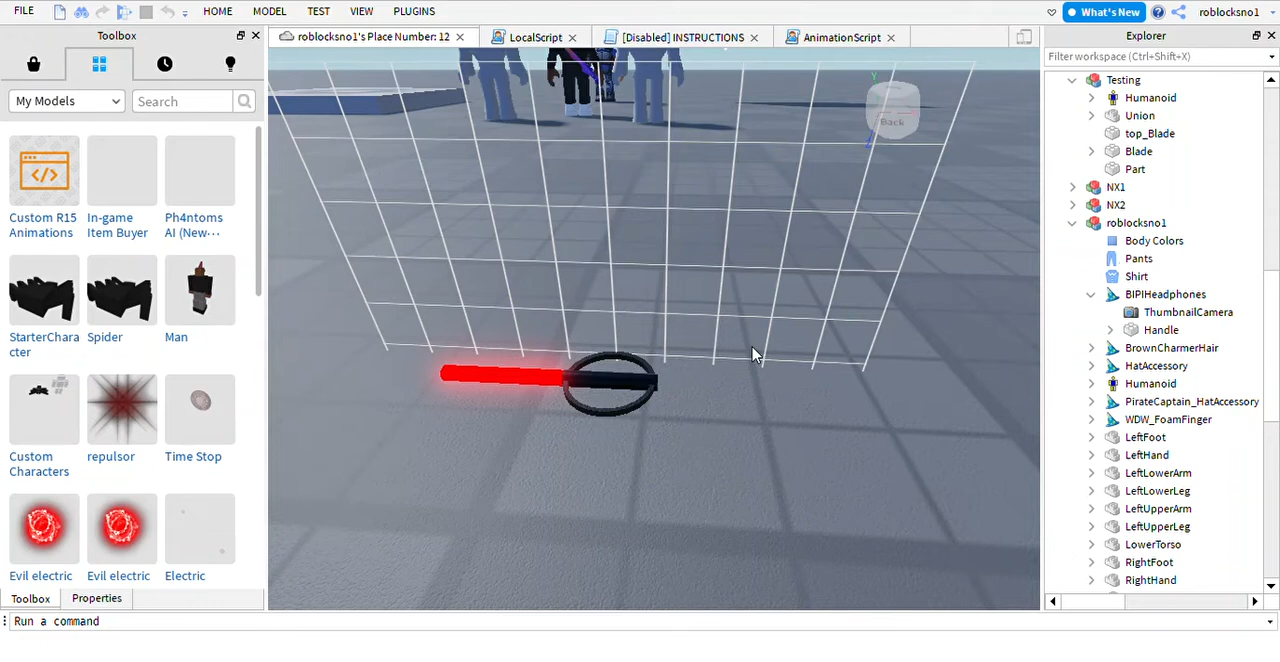 FILE
HOME
MODEL
TEST
VIEW
PLUGINS
What's New
roblocksno1
Toolbox
roblocksno1's Place Number: 12
LocalScript
[Disabled] INSTRUCTIONS
AnimationScript
Explorer
My Models
Search
Filter workspace (Ctrl+Shift+X)
Custom R15
Animations
In-game
Item Buyer
Ph4ntoms
AI (New···
StarterChara
cter
Spider
Man
Custom
Characters
repulsor
Time Stop
Evil electric
Evil electric
Electric
Toolbox
Properties
Run a command
Y
Back
Testing
Humanoid
Union
top_Blade
Blade
Part
NX1
NX2
roblocksno1
Body Colors
Pants
Shirt
BIPIHeadphones
ThumbnailCamera
Handle
BrownCharmerHair
HatAccessory
Humanoid
PirateCaptain_HatAccessory
WDW_FoamFinger
LeftFoot
LeftHand
LeftLowerArm
LeftLowerLeg
LeftUpperArm
LeftUpperLeg
LowerTorso
RightFoot
RightHand